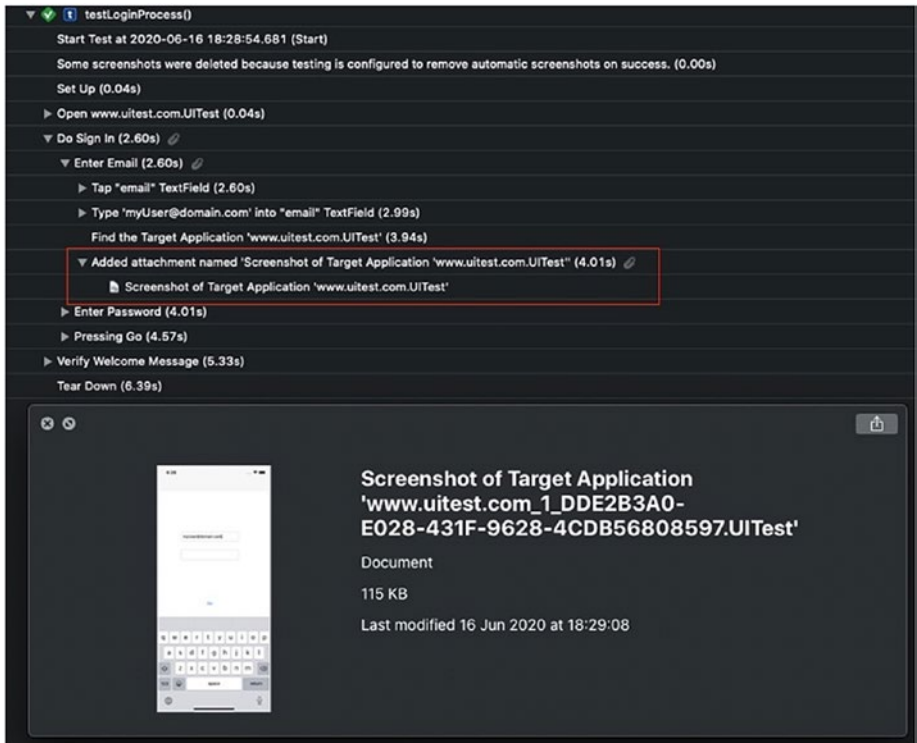 testLoginProcess()
Start Test at 2020-06-16 18:28:54.681 (Start)
Some screenshots were deleted because testing is configured to remove automatic screenshots on success. (0.00s)
Set Up (0.04s)
Open www.uitest.com.UITest (0.04s)
Do Sign In (2.60s)
Enter Email (2.60s)
Tap "email" TextField (2.60s)
Type 'myUser@domain.com' into "email" TextField (2.99s)
Find the Target Application 'www.uitest.com.UITest' (3.94s)
Added attachment named 'Screenshot of Target Application 'www.uitest.com.UITest'' (4.01s)
Screenshot of Target Application 'www.uitest.com.UITest'
Enter Password (4.01s)
Pressing Go (4.57s)
Verify Welcome Message (5.33s)
Tear Down (6.39s)
Screenshot of Target Application
'www.uitest.com_1_DDE2B3A0-
E028-431F-9628-4CDB56808597.UITest'
Document
115 KB
Last modified 16 Jun 2020 at 18:29:08
q w e r t y u i o p
a s d f g h j k l
z x c v b n m
space